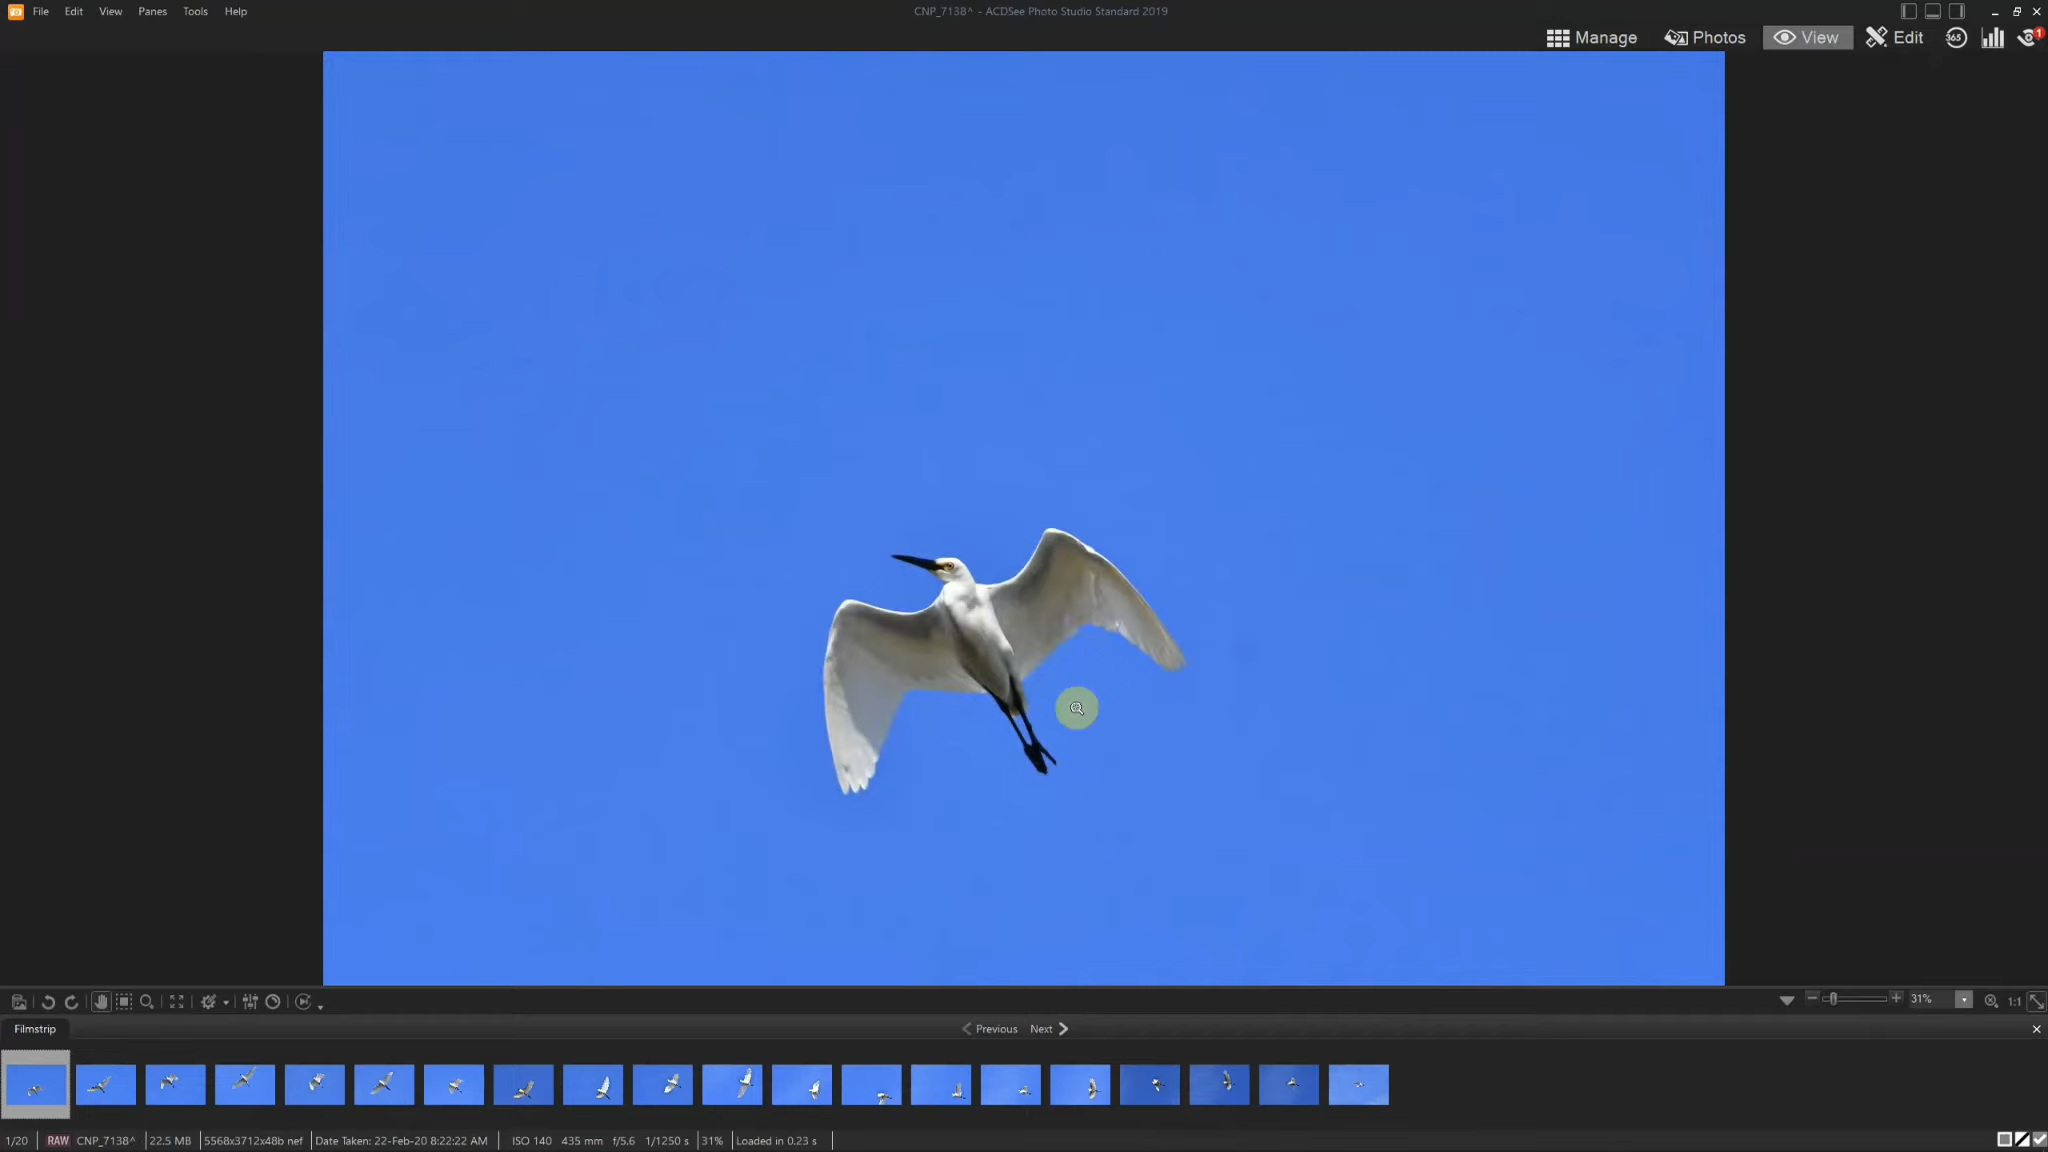 File Edit View Panes Tools Help
CNP_7138^ - ACDSee Photo Studio Standard 2019
Manage Photos View Edit 365 1
31%
1:1
Filmstrip
Previous Next
1/20 RAW CNP_7138^ 22.5 MB 5568x3712x48b nef Date Taken: 22-Feb-20 8:22:22 AM ISO 140 435 mm f/5.6 1/1250 s 31% Loaded in 0.23 s